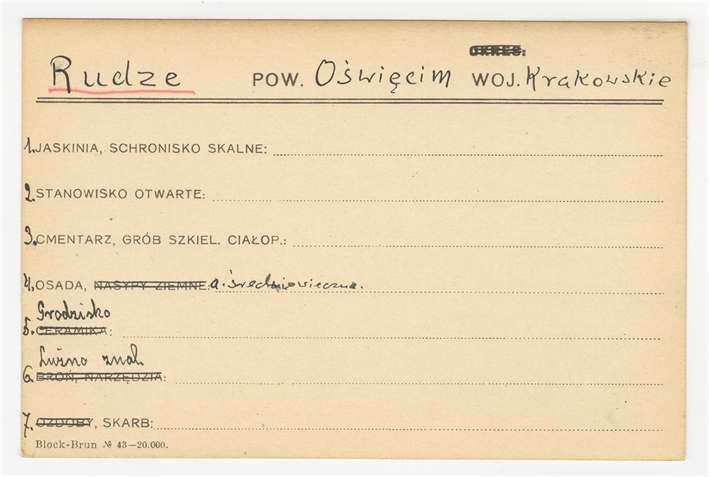 OKRES:
Rudze POW. Oświęcim WOJ. Krakowskie
1. JASKINIA, SCHRONISKO SKALNE:
2. STANOWISKO OTWARTE:
3. CMENTARZ, GRÓB SZKIEL. CIAŁOP.:
4. OSADA, NASYPY ZIEMNE: a. średniowieczna.
Grodzisko
5. CERAMIKA:
Luźno znal.
6. BROŃ, NARZĘDZIA:
7. OZDOBY, SKARB:
Block-Brun № 43—20.000.